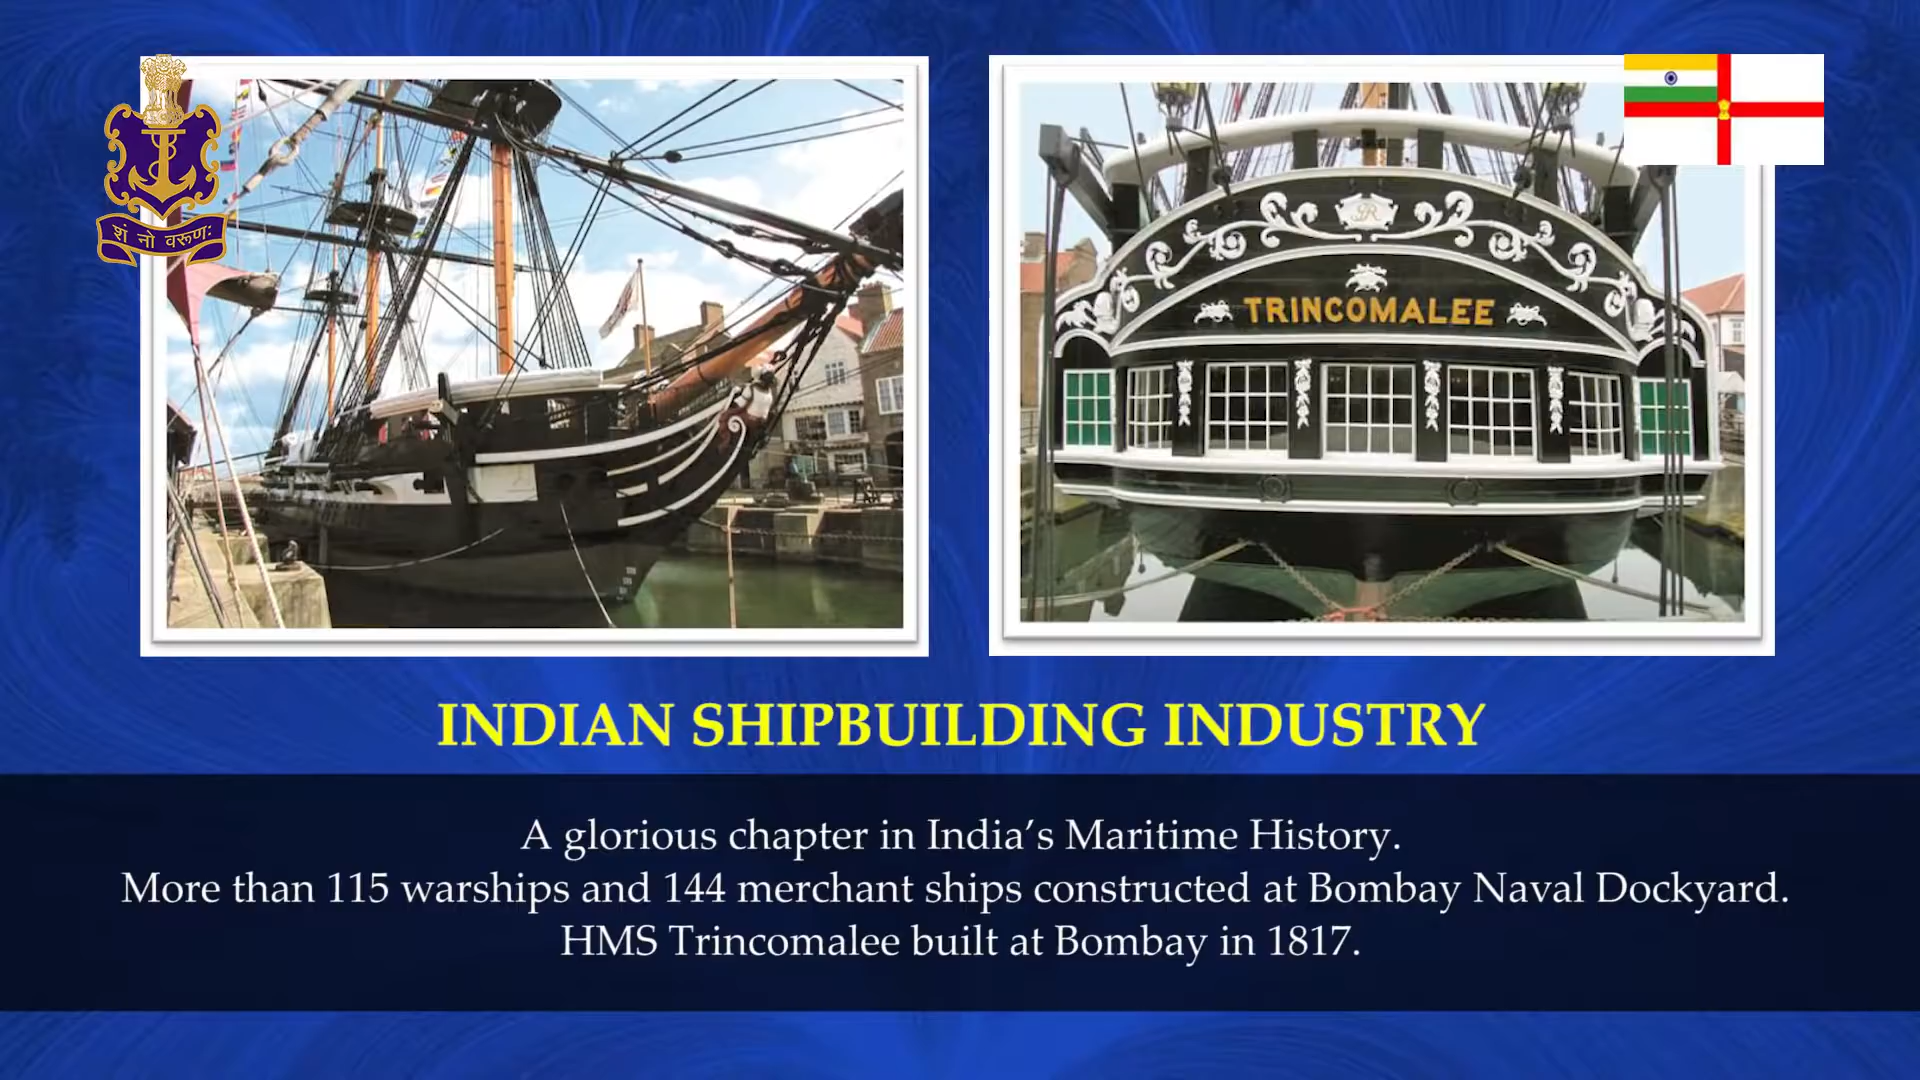 शं नो वरूणः
TRINCOMALEE
INDIAN SHIPBUILDING INDUSTRY
A glorious chapter in India’s Maritime History.
More than 115 warships and 144 merchant ships constructed at Bombay Naval Dockyard.
HMS Trincomalee built at Bombay in 1817.